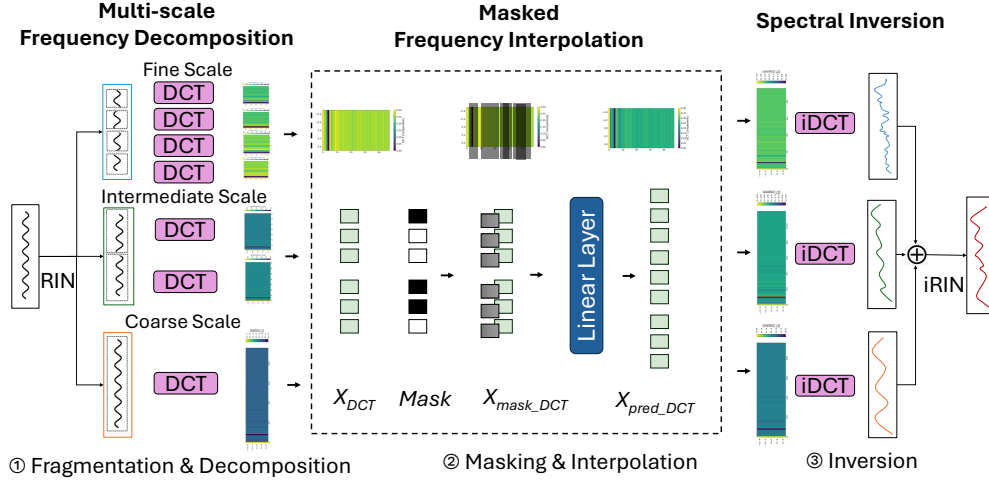 Multi-scale
Frequency Decomposition
Masked
Frequency Interpolation
Spectral Inversion
Fine Scale
DCT
DCT
DCT
DCT
Intermediate Scale
DCT
DCT
RIN
Coarse Scale
DCT
Linear Layer
X_DCT
Mask
X_mask_DCT
X_pred_DCT
iDCT
iDCT
iDCT
iRIN
① Fragmentation & Decomposition
② Masking & Interpolation
③ Inversion